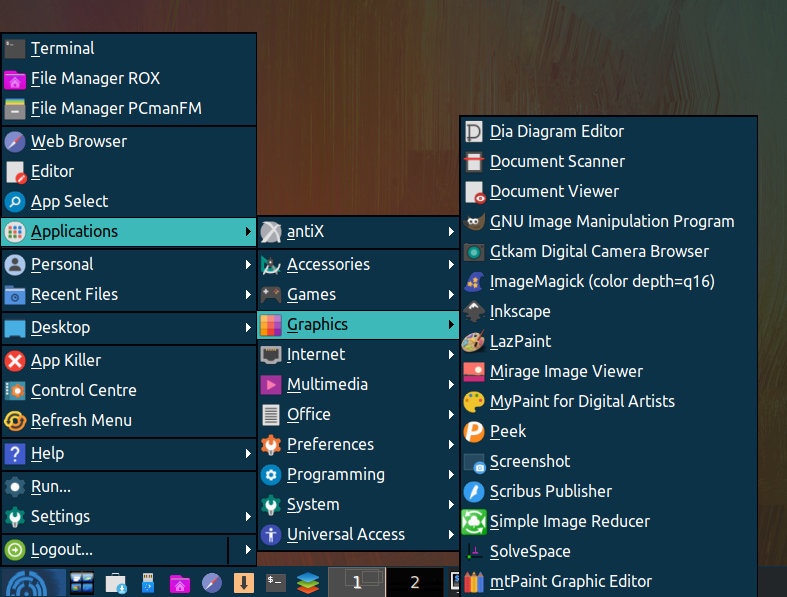 Terminal
File Manager ROX
File Manager PCmanFM
Web Browser
Editor
App Select
Applications
Personal
Recent Files
Desktop
App Killer
Control Centre
Refresh Menu
Help
Run...
Settings
Logout...
antiX
Accessories
Games
Graphics
Internet
Multimedia
Office
Preferences
Programming
System
Universal Access
Dia Diagram Editor
Document Scanner
Document Viewer
GNU Image Manipulation Program
Gtkam Digital Camera Browser
ImageMagick (color depth=q16)
Inkscape
LazPaint
Mirage Image Viewer
MyPaint for Digital Artists
Peek
Screenshot
Scribus Publisher
Simple Image Reducer
SolveSpace
mtPaint Graphic Editor
1 2